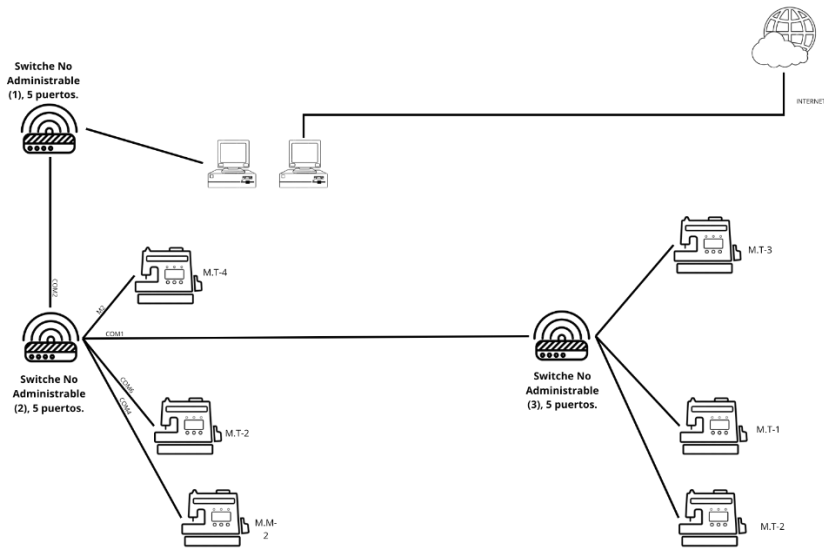 Switche No
Administrable
(1), 5 puertos.
INTERNET
M.T-3
M.T-4
COM2
M2
COM1
Switche No
Administrable
(2), 5 puertos.
COM6
COM4
Switche No
Administrable
(3), 5 puertos.
M.T-2
M.T-1
M.M-
2
M.T-2